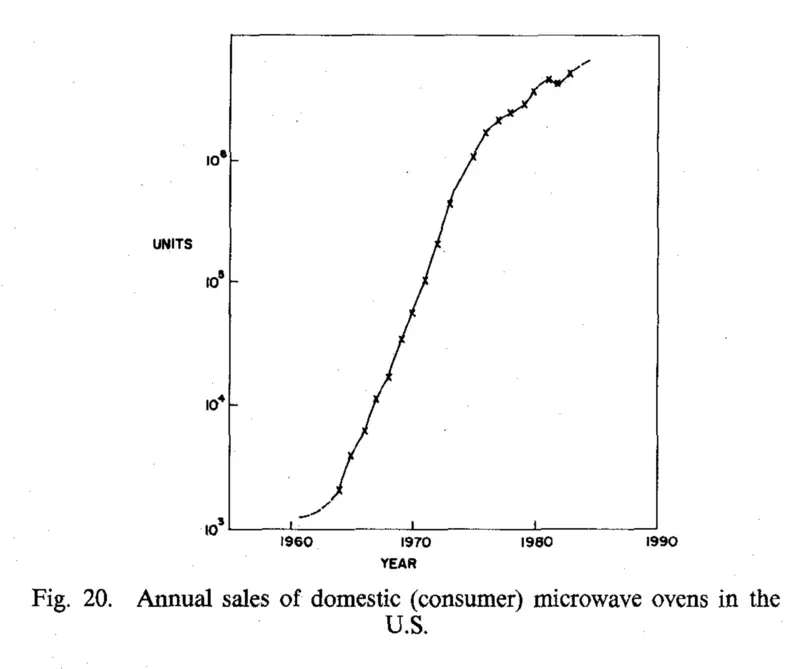 10⁶
UNITS
10⁵
10⁴
10³
1960 1970 1980 1990
YEAR
Fig. 20. Annual sales of domestic (consumer) microwave ovens in the
U.S.